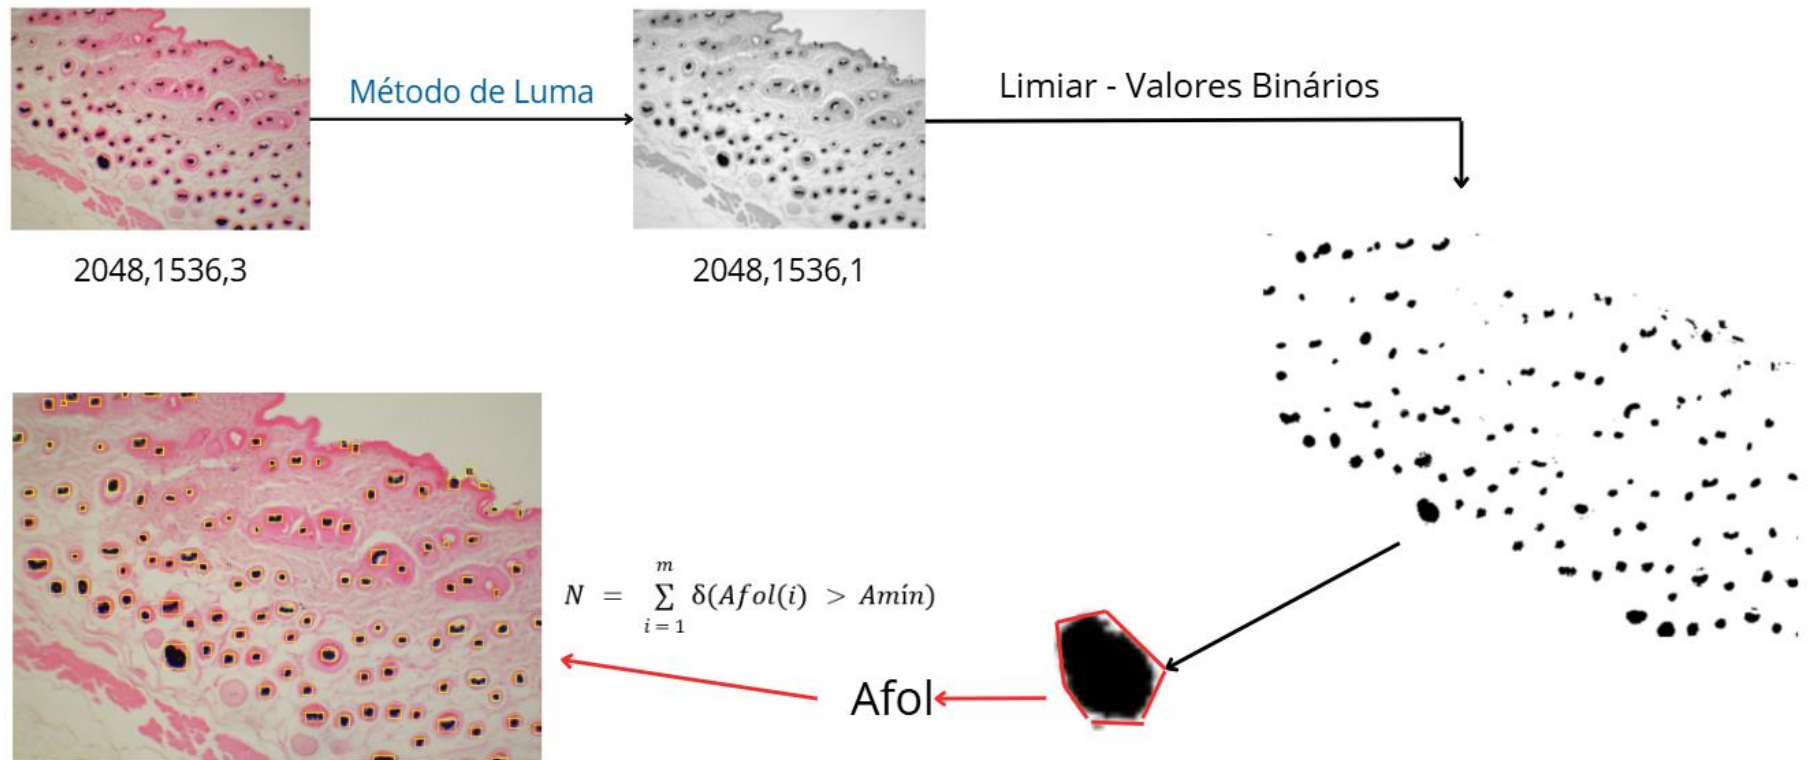 Método de Luma
Limiar - Valores Binários
2048,1536,3
2048,1536,1
N = m ∑ i = 1 δ(Afol(i) > Amín)
Afol